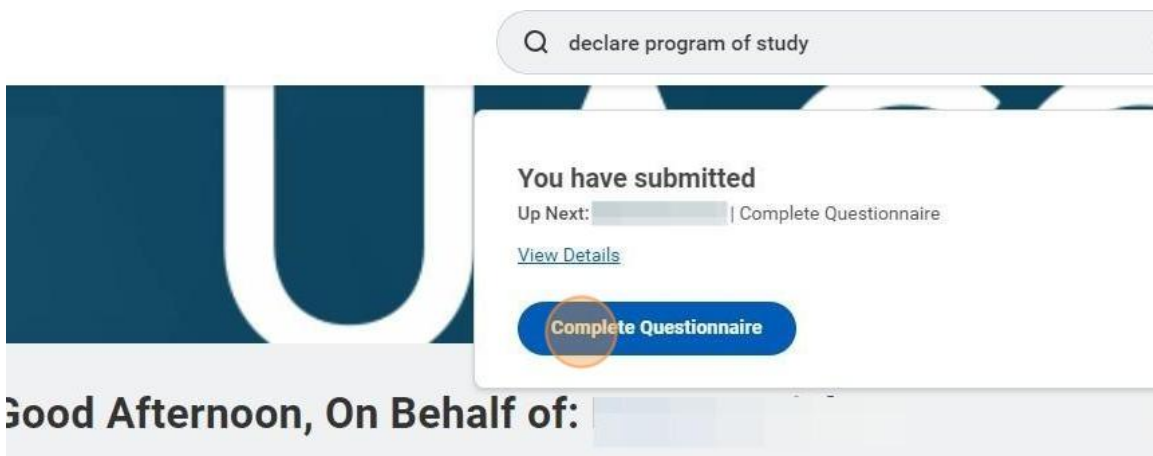 declare program of study
You have submitted
Up Next: | Complete Questionnaire
View Details
Complete Questionnaire
Good Afternoon, On Behalf of: